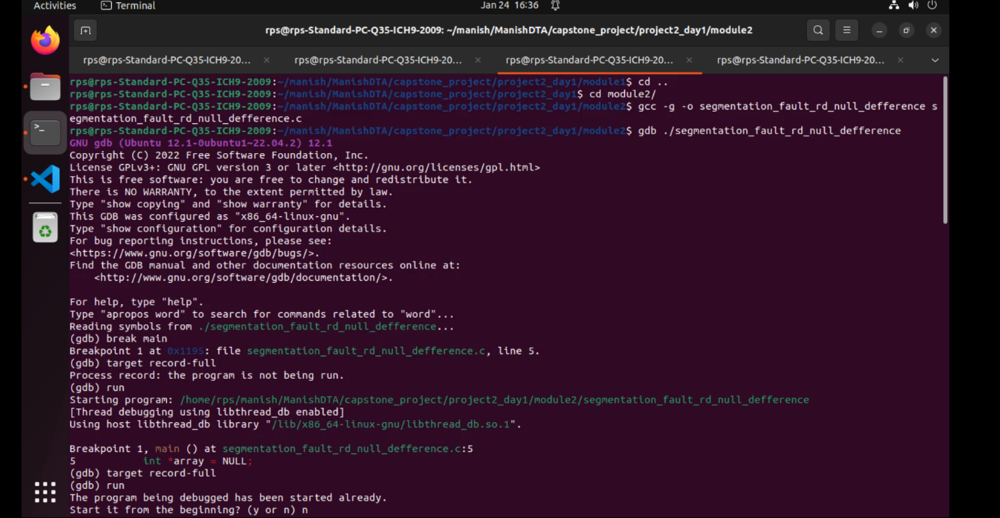 Activities
Terminal
Jan 24 16:36
rps@rps-Standard-PC-Q35-ICH9-2009: ~/manish/ManishDTA/capstone_project/project2_day1/module2
rps@rps-Standard-PC-Q35-ICH9-20... × rps@rps-Standard-PC-Q35-ICH9-20... × rps@rps-Standard-PC-Q35-ICH9-20... × rps@rps-Standard-PC-Q35-ICH9-20... ×
rps@rps-Standard-PC-Q35-ICH9-2009:~/manish/ManishDTA/capstone_project/project2_day1/module1$ cd ..
rps@rps-Standard-PC-Q35-ICH9-2009:~/manish/ManishDTA/capstone_project/project2_day1$ cd module2/
rps@rps-Standard-PC-Q35-ICH9-2009:~/manish/ManishDTA/capstone_project/project2_day1/module2$ gcc -g -o segmentation_fault_rd_null_defference s
egmentation_fault_rd_null_defference.c
rps@rps-Standard-PC-Q35-ICH9-2009:~/manish/ManishDTA/capstone_project/project2_day1/module2$ gdb ./segmentation_fault_rd_null_defference
GNU gdb (Ubuntu 12.1-0ubuntu1~22.04.2) 12.1
Copyright (C) 2022 Free Software Foundation, Inc.
License GPLv3+: GNU GPL version 3 or later <http://gnu.org/licenses/gpl.html>
This is free software: you are free to change and redistribute it.
There is NO WARRANTY, to the extent permitted by law.
Type "show copying" and "show warranty" for details.
This GDB was configured as "x86_64-linux-gnu".
Type "show configuration" for configuration details.
For bug reporting instructions, please see:
<https://www.gnu.org/software/gdb/bugs/>.
Find the GDB manual and other documentation resources online at:
    <http://www.gnu.org/software/gdb/documentation/>.

For help, type "help".
Type "apropos word" to search for commands related to "word"...
Reading symbols from ./segmentation_fault_rd_null_defference...
(gdb) break main
Breakpoint 1 at 0x1195: file segmentation_fault_rd_null_defference.c, line 5.
(gdb) target record-full
Process record: the program is not being run.
(gdb) run
Starting program: /home/rps/manish/ManishDTA/capstone_project/project2_day1/module2/segmentation_fault_rd_null_defference
[Thread debugging using libthread_db enabled]
Using host libthread_db library "/lib/x86_64-linux-gnu/libthread_db.so.1".

Breakpoint 1, main () at segmentation_fault_rd_null_defference.c:5
5           int *array = NULL;
(gdb) target record-full
(gdb) run
The program being debugged has been started already.
Start it from the beginning? (y or n) n